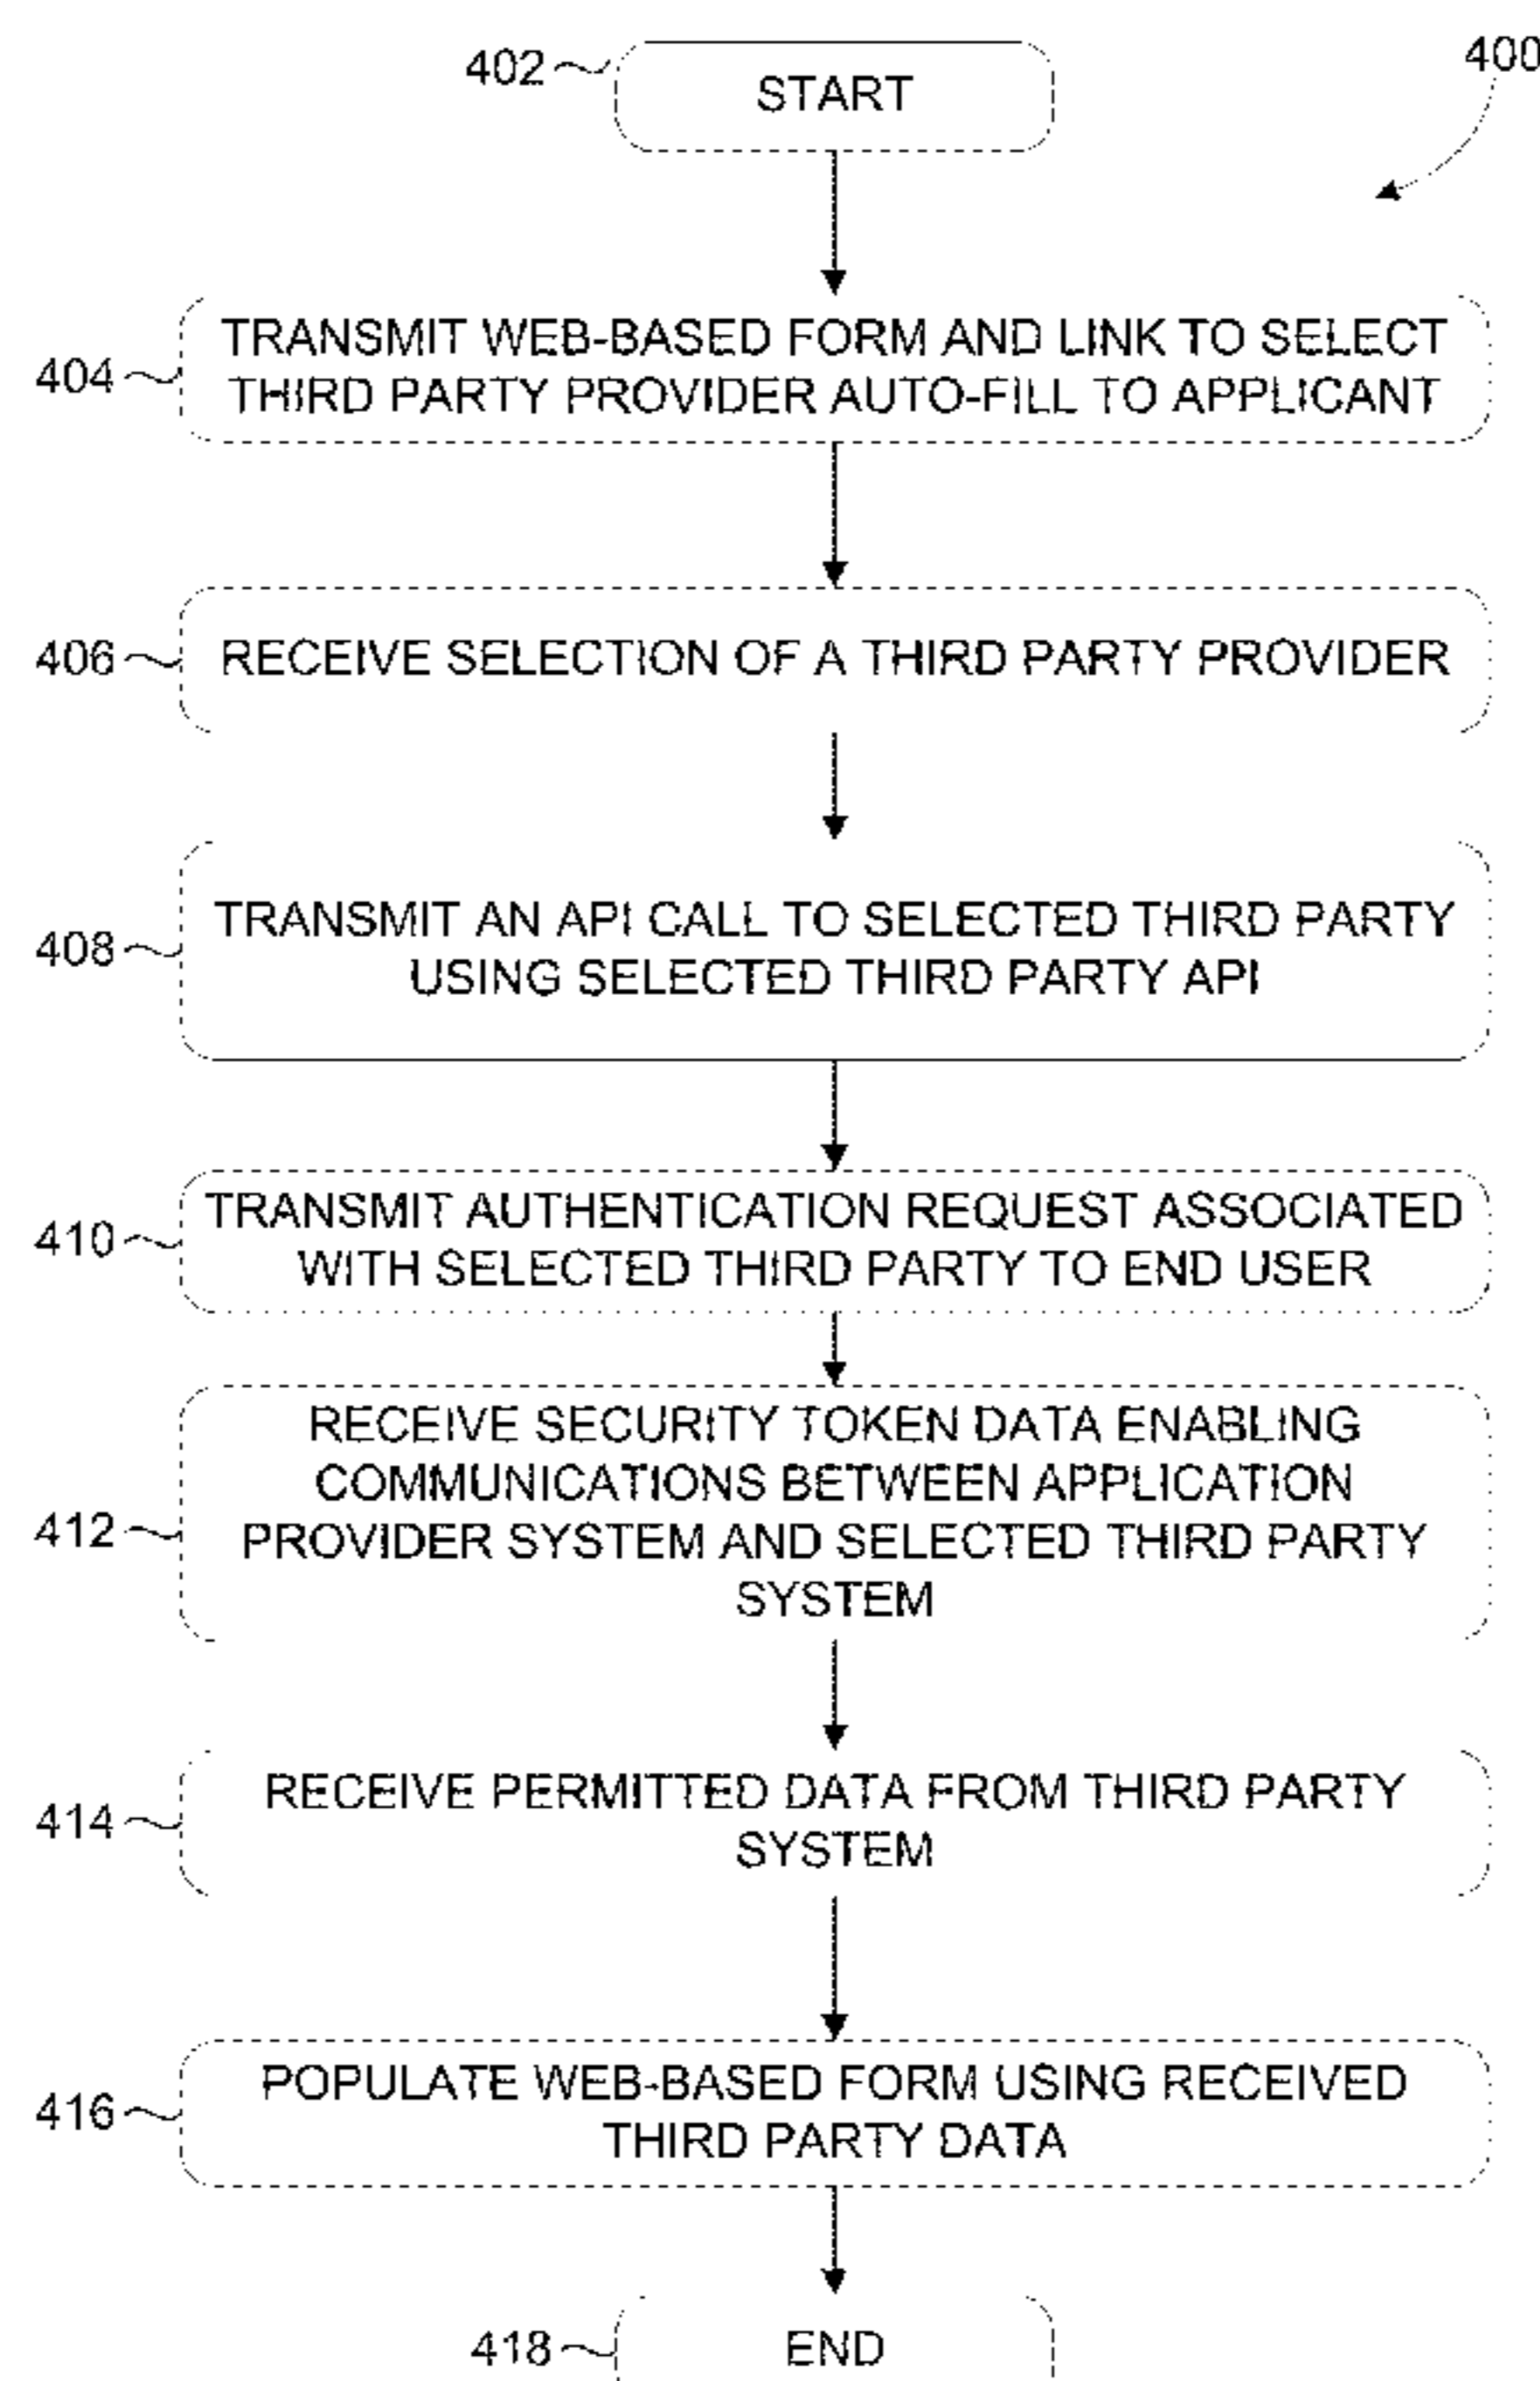 402
START
400
404
TRANSMIT WEB-BASED FORM AND LINK TO SELECT
THIRD PARTY PROVIDER AUTO-FILL TO APPLICANT
406
RECEIVE SELECTION OF A THIRD PARTY PROVIDER
408
TRANSMIT AN API CALL TO SELECTED THIRD PARTY
USING SELECTED THIRD PARTY API
410
TRANSMIT AUTHENTICATION REQUEST ASSOCIATED
WITH SELECTED THIRD PARTY TO END USER
412
RECEIVE SECURITY TOKEN DATA ENABLING
COMMUNICATIONS BETWEEN APPLICATION
PROVIDER SYSTEM AND SELECTED THIRD PARTY
SYSTEM
414
RECEIVE PERMITTED DATA FROM THIRD PARTY
SYSTEM
416
POPULATE WEB-BASED FORM USING RECEIVED
THIRD PARTY DATA
418
END